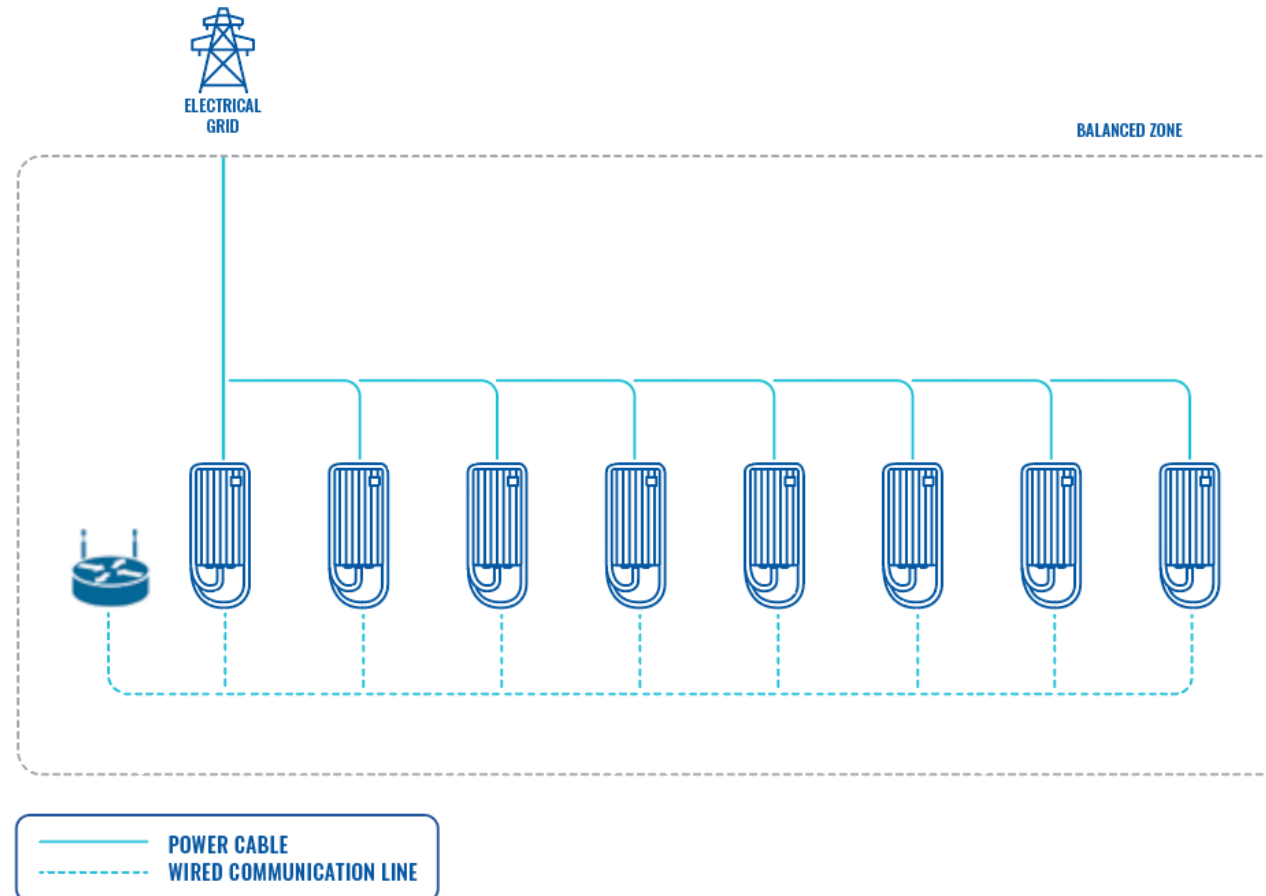 ELECTRICAL
GRID
BALANCED ZONE
POWER CABLE
WIRED COMMUNICATION LINE